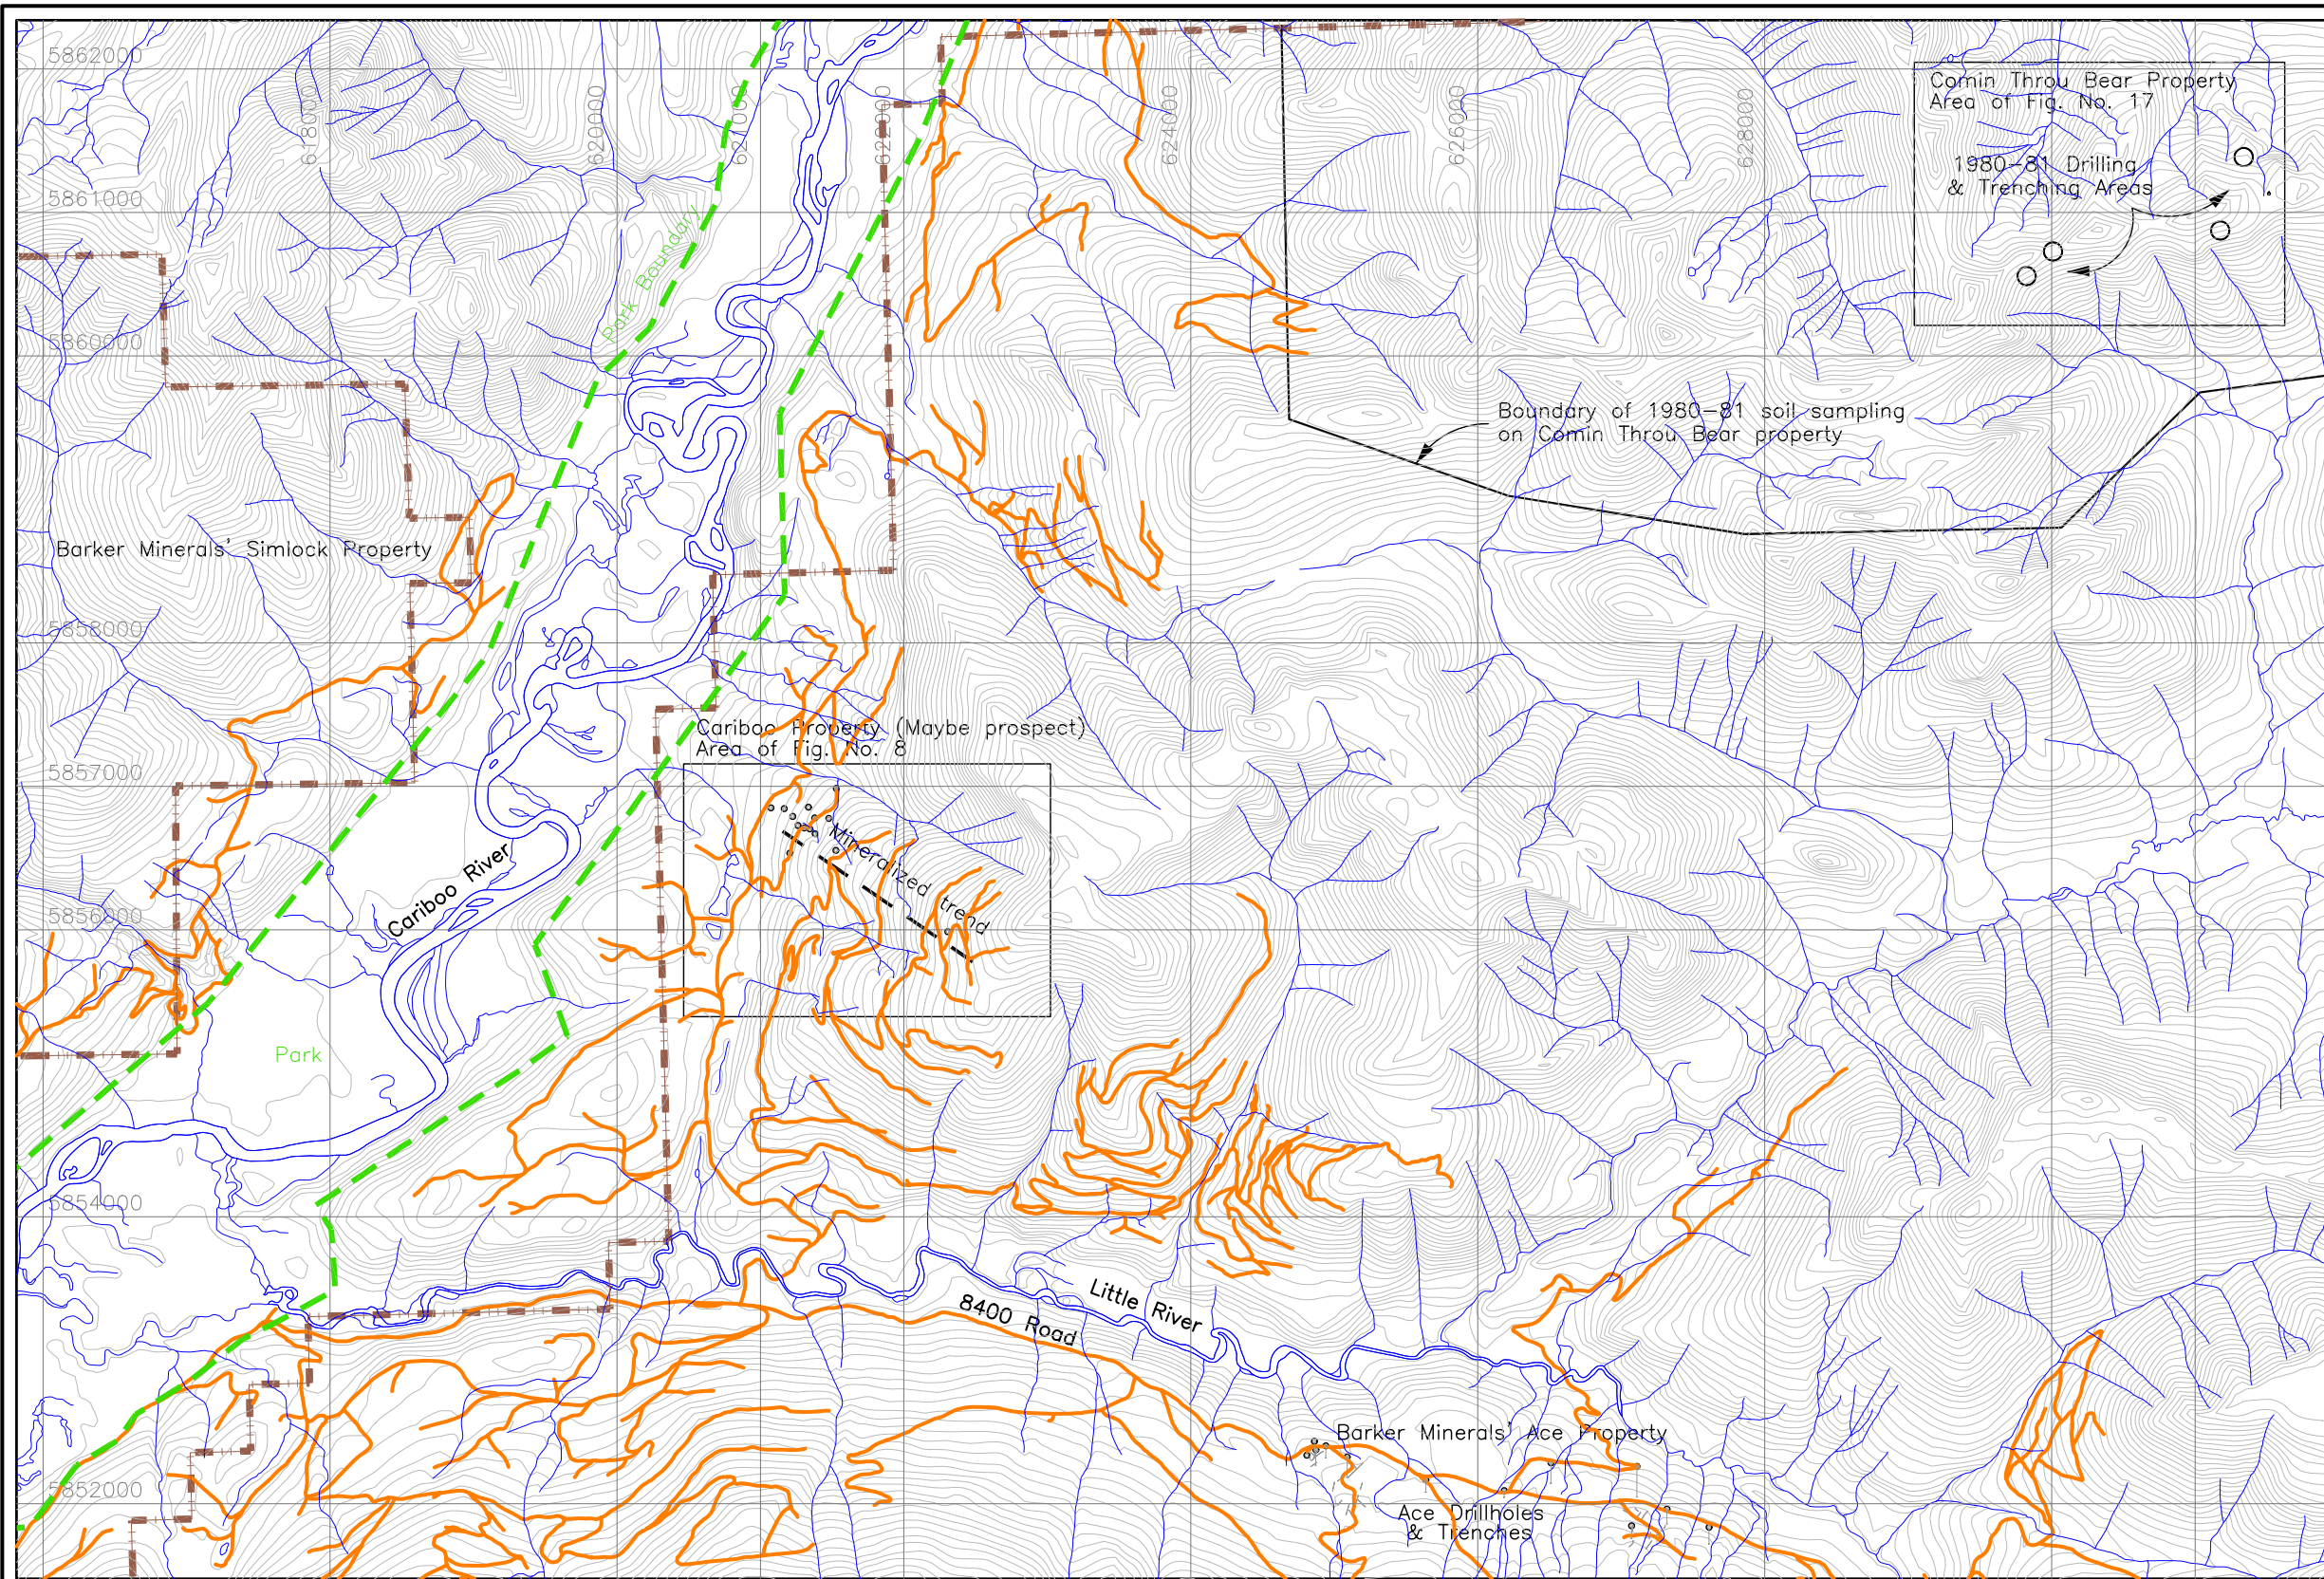 5862000
618000
620000
621000
622000
624000
626000
628000
Comin Throu Bear Property
Area of Fig. No. 17
1980-81 Drilling
& Trenching Areas
5861000
Park Boundary
5860000
Boundary of 1980-81 soil sampling
on Comin Throu Bear property
Barker Minerals' Simlock Property
5858000
Cariboo Property (Maybe prospect)
Area of Fig. No. 8
5857000
Mineralized trend
Cariboo River
5856000
Park
5854000
Little River
8400 Road
Barker Minerals' Ace Property
5852000
Ace Drillholes
& Trenches